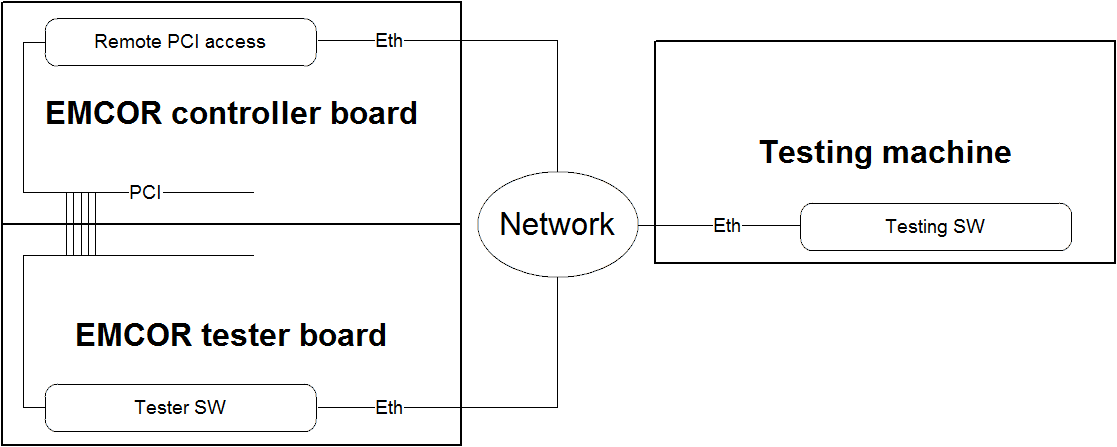 Remote PCI access
Eth
EMCOR controller board
PCI
Testing machine
Network
Eth
Testing SW
EMCOR tester board
Tester SW
Eth